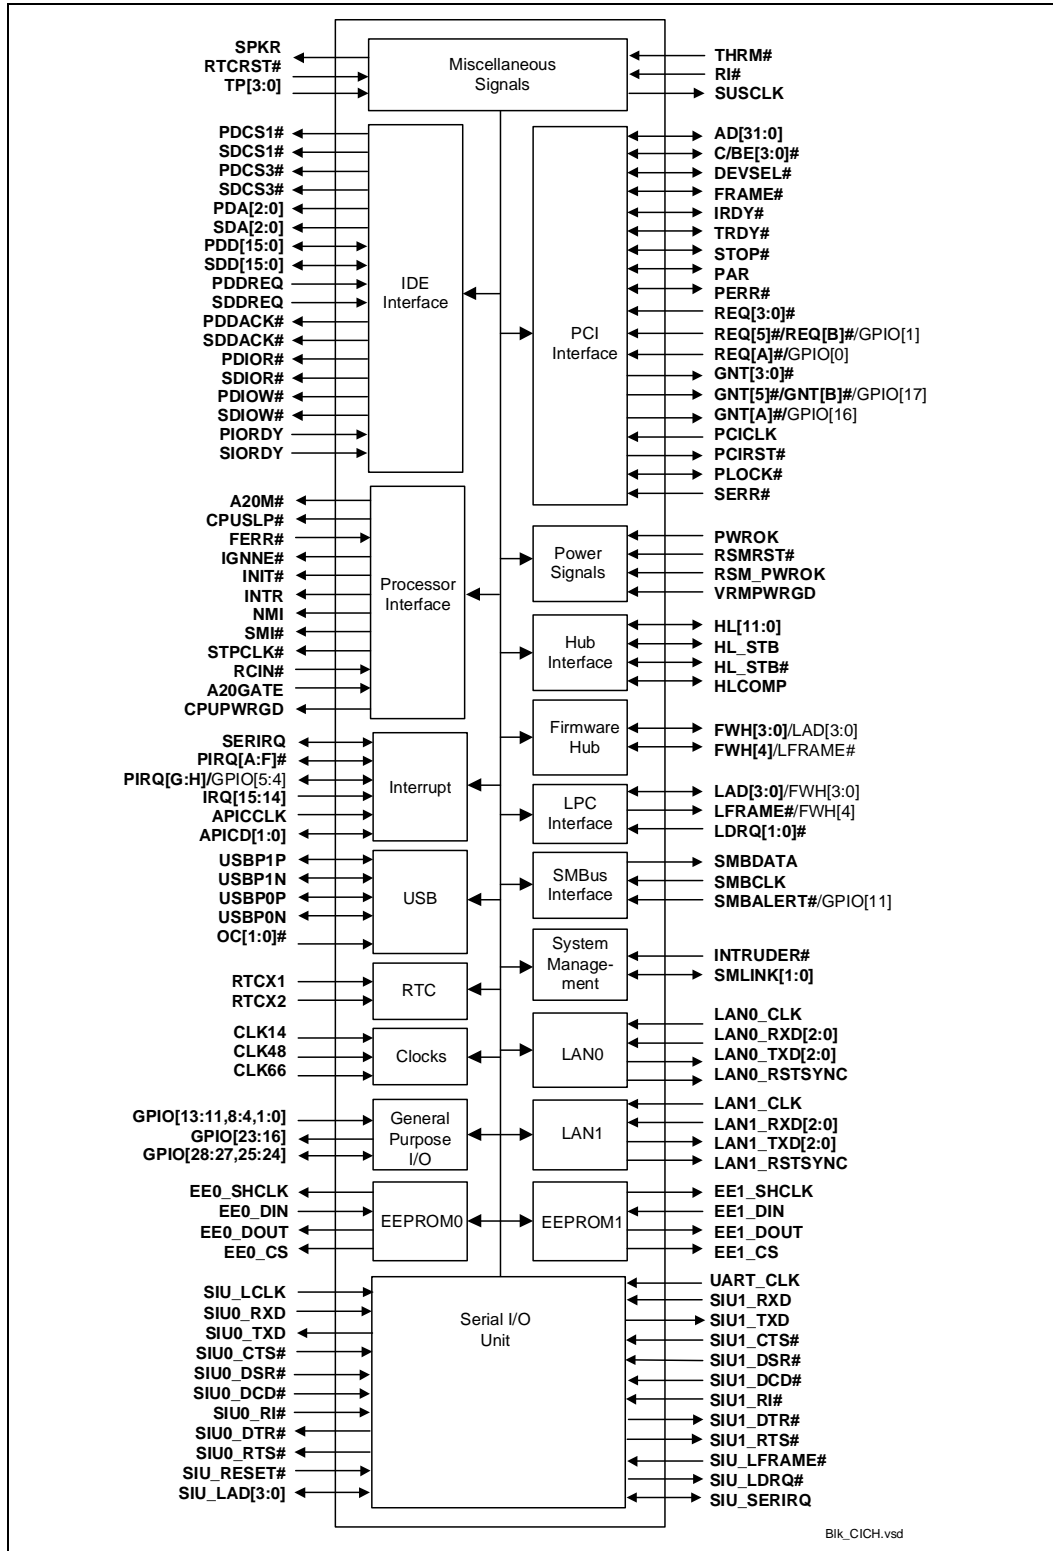 SPKR
RTCRST#
TP[3:0]
Miscellaneous
Signals
THRM#
RI#
SUSCLK
PDCS1#
SDCS1#
PDCS3#
SDCS3#
PDA[2:0]
SDA[2:0]
PDD[15:0]
SDD[15:0]
PDDREQ
SDDREQ
PDDACK#
SDDACK#
PDIOR#
SDIOR#
PDIOW#
SDIOW#
PIORDY
SIORDY
IDE
Interface
PCI
Interface
AD[31:0]
C/BE[3:0]#
DEVSEL#
FRAME#
IRDY#
TRDY#
STOP#
PAR
PERR#
REQ[3:0]#
REQ[5]#/REQ[B]#/GPIO[1]
REQ[A]#/GPIO[0]
GNT[3:0]#
GNT[5]#/GNT[B]#/GPIO[17]
GNT[A]#/GPIO[16]
PCICLK
PCIRST#
PLOCK#
SERR#
A20M#
CPUSLP#
FERR#
IGNNE#
INIT#
INTR
NMI
SMI#
STPCLK#
RCIN#
A20GATE
CPUPWRGD
Processor
Interface
Power
Signals
PWROK
RSMRST#
RSM_PWROK
VRMPWRGD
Hub
Interface
HL[11:0]
HL_STB
HL_STB#
HLCOMP
Firmware
Hub
FWH[3:0]/LAD[3:0]
FWH[4]/LFRAME#
SERIRQ
PIRQ[A:F]#
PIRQ[G:H]/GPIO[5:4]
IRQ[15:14]
APICCLK
APICD[1:0]
Interrupt
LPC
Interface
LAD[3:0]/FWH[3:0]
LFRAME#/FWH[4]
LDRQ[1:0]#
USBP1P
USBP1N
USBP0P
USBP0N
OC[1:0]#
USB
SMBus
Interface
SMBDATA
SMBCLK
SMBALERT#/GPIO[11]
System
Manage-
ment
INTRUDER#
SMLINK[1:0]
RTCX1
RTCX2
RTC
CLK14
CLK48
CLK66
Clocks
LAN0
LAN0_CLK
LAN0_RXD[2:0]
LAN0_TXD[2:0]
LAN0_RSTSYNC
GPIO[13:11,8:4,1:0]
GPIO[23:16]
GPIO[28:27,25:24]
General
Purpose
I/O
LAN1
LAN1_CLK
LAN1_RXD[2:0]
LAN1_TXD[2:0]
LAN1_RSTSYNC
EE0_SHCLK
EE0_DIN
EE0_DOUT
EE0_CS
EEPROM0
EEPROM1
EE1_SHCLK
EE1_DIN
EE1_DOUT
EE1_CS
SIU_LCLK
SIU0_RXD
SIU0_TXD
SIU0_CTS#
SIU0_DSR#
SIU0_DCD#
SIU0_RI#
SIU0_DTR#
SIU0_RTS#
SIU_RESET#
SIU_LAD[3:0]
Serial I/O
Unit
UART_CLK
SIU1_RXD
SIU1_TXD
SIU1_CTS#
SIU1_DSR#
SIU1_DCD#
SIU1_RI#
SIU1_DTR#
SIU1_RTS#
SIU_LFRAME#
SIU_LDRQ#
SIU_SERIRQ
Blk_CICH.vsd